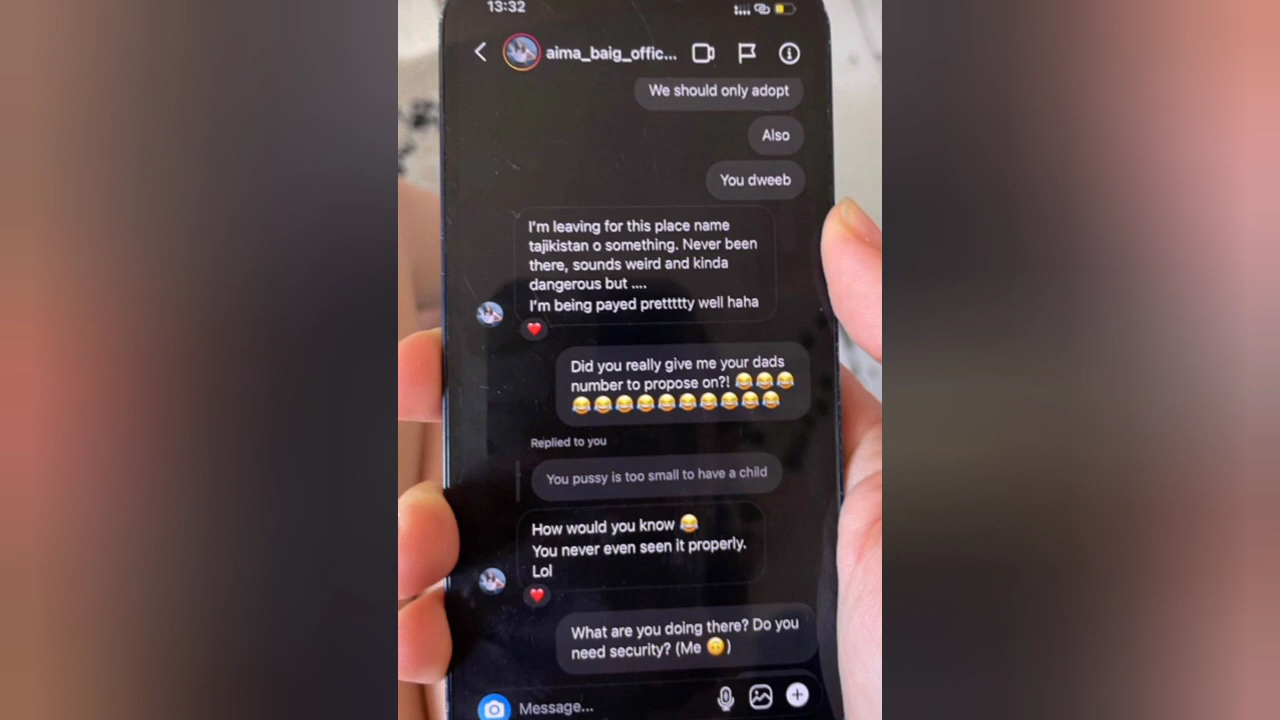 13:32
aima_baig_offic...
We should only adopt
Also
You dweeb
I'm leaving for this place name
tajikistan o something. Never been
there, sounds weird and kinda
dangerous but ....
I'm being payed prettttty well haha
❤️
Did you really give me your dads
number to propose on?! 😂😂😂
😂😂😂😂😂😂😂😂😂😂
Replied to you
You pussy is too small to have a child
How would you know 😂
You never even seen it properly.
Lol
❤️
What are you doing there? Do you
need security? (Me 🙃)
Message...